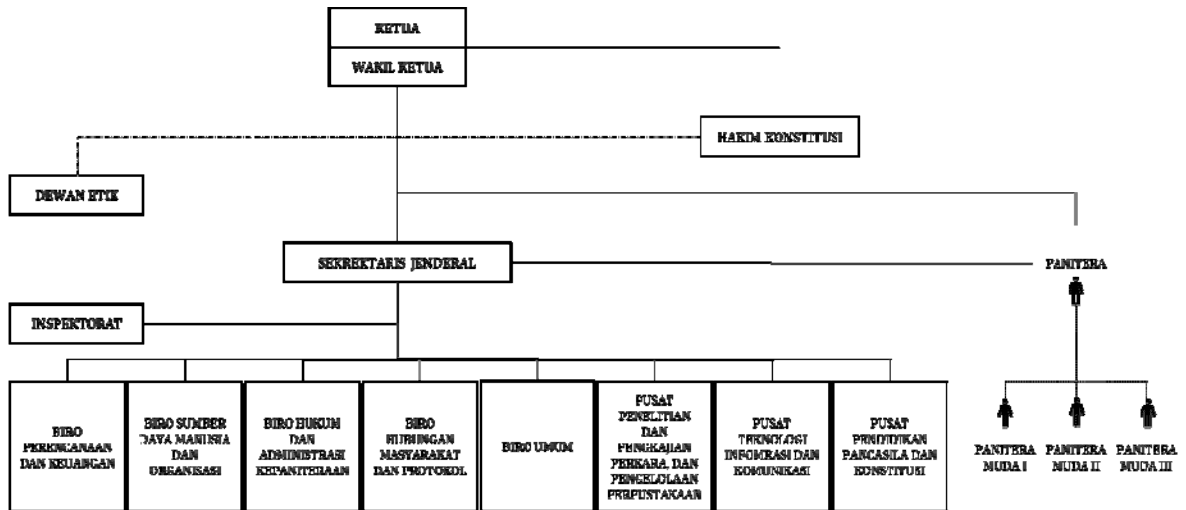 KETUA
WAKIL KETUA
HAKIM KONSTITUSI
DEWAN ETIK
SEKRETARIS JENDERAL
PANITERA
INSPEKTORAT
BIRO
PERENCANAAN
DAN KEUANGAN
BIRO SUMBER
DAYA MANUSIA
DAN
ORGANISASI
BIRO HUKUM
DAN
ADMINISTRASI
KEPANITERAAN
BIRO
HUBUNGAN
MASYARAKAT
DAN PROTOKOL
BIRO UMUM
PUSAT
PENELITIAN
DAN
PENGKAJIAN
PERKARA, DAN
PENGELOLAAN
PERPUSTAKAAN
PUSAT
TEKNOLOGI
INFOMRASI DAN
KOMUNIKASI
PUSAT
PENDIDIKAN
PANCASILA DAN
KONSTITUSI
PANITERA
MUDA I
PANITERA
MUDA II
PANITERA
MUDA III